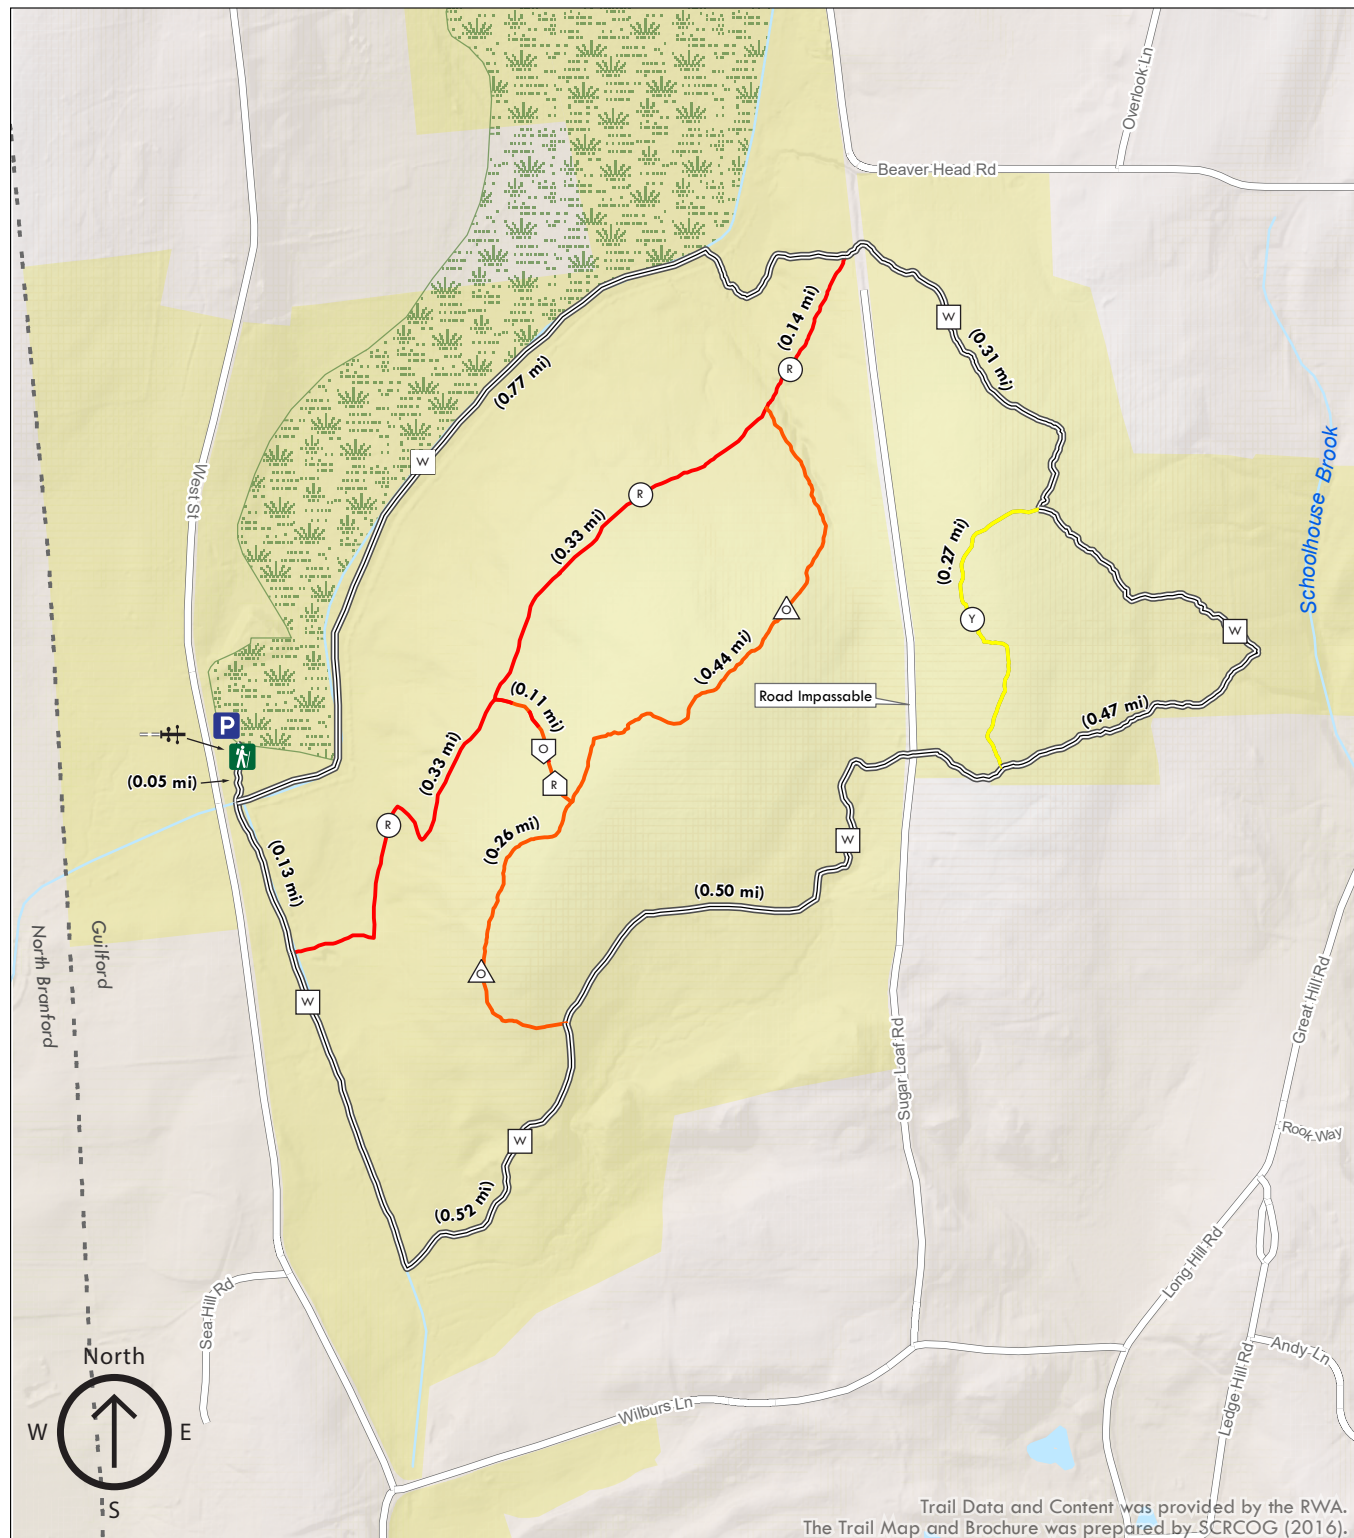 Overlook Ln
Beaver Head Rd
(0.14 mi)
W
(0.31 mi)
R
(0.77 mi)
W
West St
R
(0.33 mi)
(0.27 mi)
Schoolhouse Brook
O
Y
W
(0.44 mi)
Road Impassable
(0.11 mi)
(0.47 mi)
P
O
(0.33 mi)
R
(0.05 mi)
R
(0.26 mi)
W
(0.13 mi)
(0.50 mi)
Guilford
North Branford
O
W
Great Hill Rd
Sugar Loaf Rd
W
Rook Way
(0.52 mi)
Long Hill Rd
Sea Hill Rd
North
W
E
S
Andy Ln
Ledge Hill Rd
Wilburs Ln
Trail Data and Content was provided by the RWA.
The Trail Map and Brochure was prepared by SCRCOG (2016).